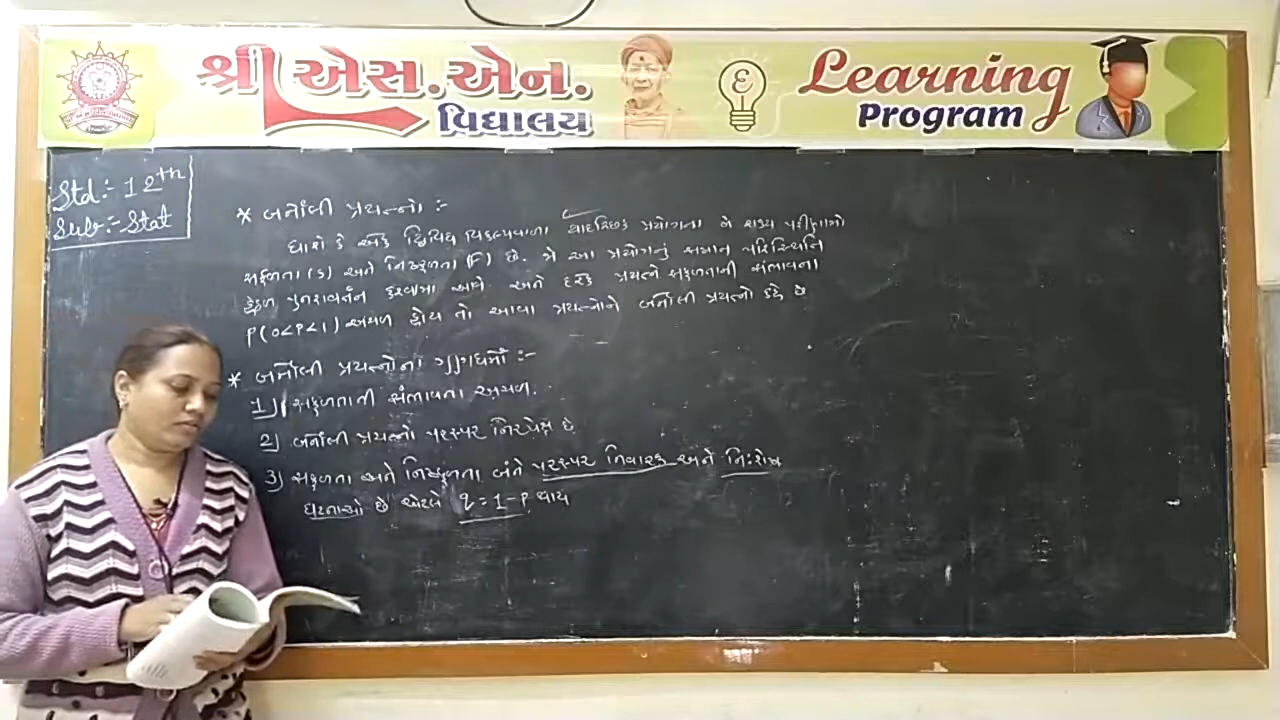 શ્રી એસ. એન.
વિદ્યાલય
Learning
Program
Std :- 12th
Sub :- Stat
* બર્નોલી પ્રયત્નો :-
ધારો કે એક દ્વિવિધ વિકલ્પવાળા યાદચ્છિક પ્રયોગના બે શક્ય પરીણામો
સફળતા (S) અને નિષ્ફળતા (F) છે. જો આ પ્રયોગનું સમાન પરિસ્થિતિ
હેઠળ પુનરાવર્તન કરવામાં આવે અને દરેક પ્રયત્ને સફળતાની સંભાવના
P(0<P<1) અચળ હોય તો આવા પ્રયત્નોને બર્નોલી પ્રયત્નો કહે છે
* બર્નોલી પ્રયત્નોના ગુણધર્મો :-
1) સફળતાની સંભાવના અચળ.
2) બર્નોલી પ્રયત્નો પરસ્પર નિરપેક્ષ છે
3) સફળતા અને નિષ્ફળતા બંને પરસ્પર નિવારક અને નિઃશેષ
ઘટનાઓ છે એટલે q = 1-P થાય